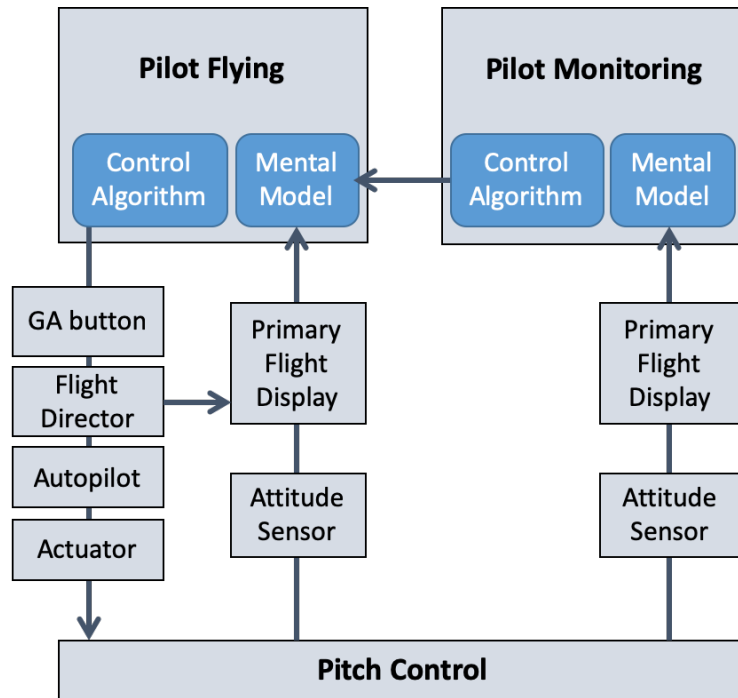 Pilot Flying
Control
Algorithm
Mental
Model
Pilot Monitoring
Control
Algorithm
Mental
Model
GA button
Flight
Director
Autopilot
Actuator
Primary
Flight
Display
Attitude
Sensor
Primary
Flight
Display
Attitude
Sensor
Pitch Control